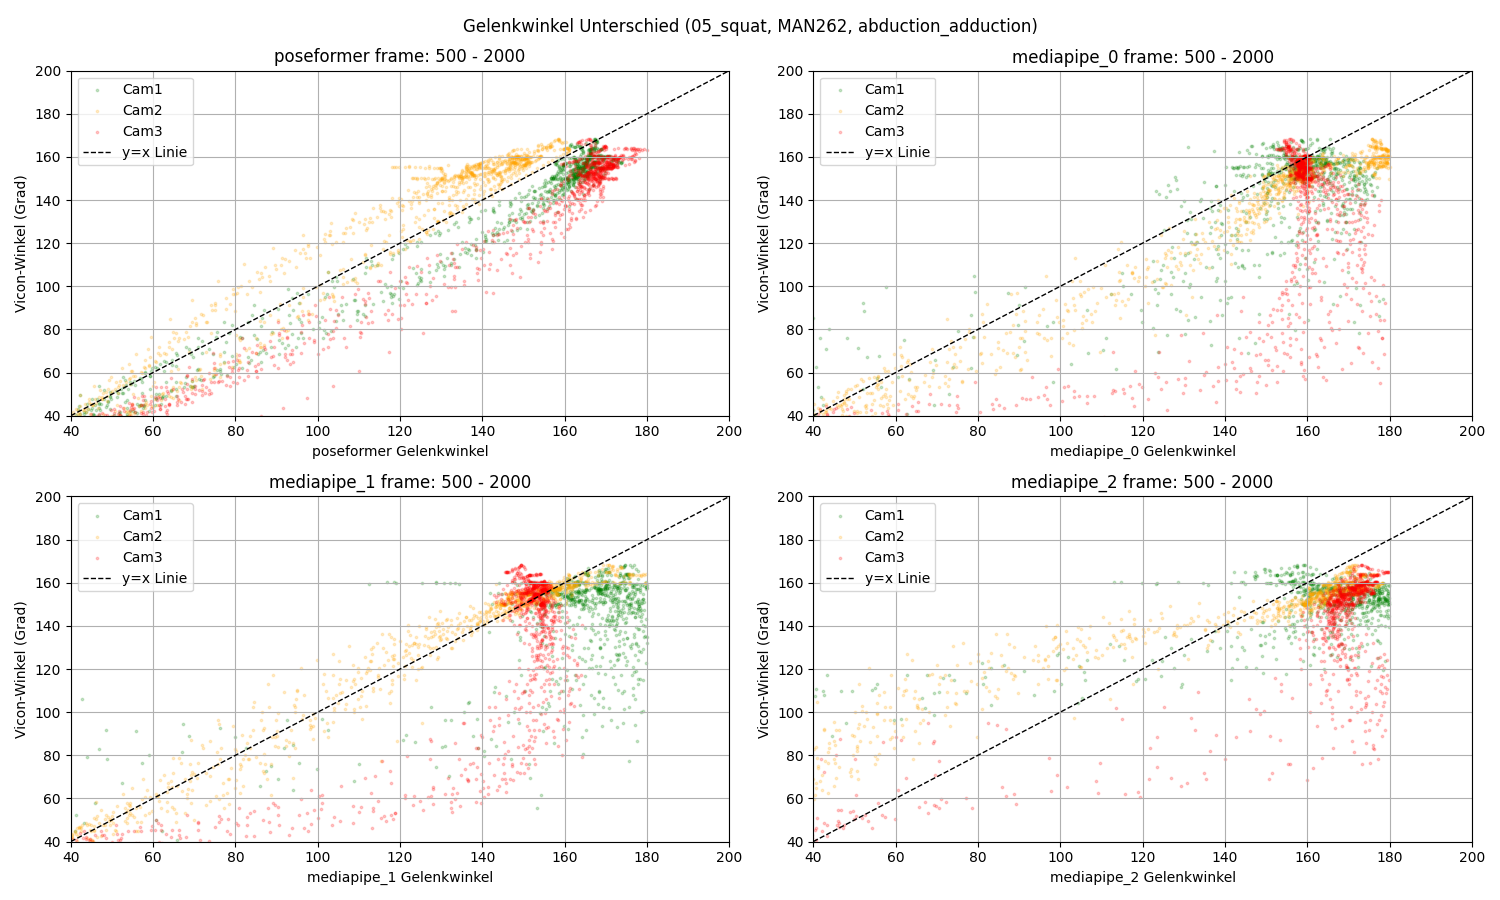 Gelenkwinkel Unterschied (05_squat, MAN262, abduction_adduction)
poseformer frame: 500 - 2000
200
180
160
140
120
100
80
60
40
Vicon-Winkel (Grad)
Cam1
Cam2
Cam3
y=x Linie
40 60 80 100 120 140 160 180 200
poseformer Gelenkwinkel
mediapipe_0 frame: 500 - 2000
200
180
160
140
120
100
80
60
40
Vicon-Winkel (Grad)
Cam1
Cam2
Cam3
y=x Linie
40 60 80 100 120 140 160 180 200
mediapipe_0 Gelenkwinkel
mediapipe_1 frame: 500 - 2000
200
180
160
140
120
100
80
60
40
Vicon-Winkel (Grad)
Cam1
Cam2
Cam3
y=x Linie
40 60 80 100 120 140 160 180 200
mediapipe_1 Gelenkwinkel
mediapipe_2 frame: 500 - 2000
200
180
160
140
120
100
80
60
40
Vicon-Winkel (Grad)
Cam1
Cam2
Cam3
y=x Linie
40 60 80 100 120 140 160 180 200
mediapipe_2 Gelenkwinkel